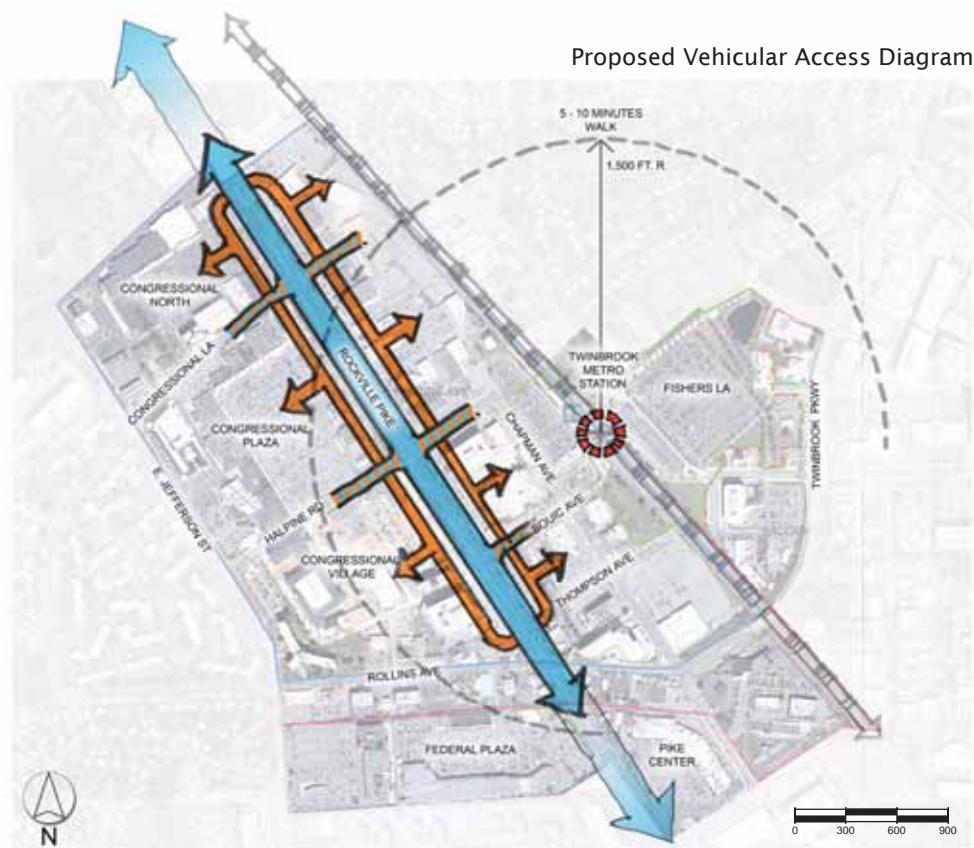 Proposed Vehicular Access Diagram
5 - 10 MINUTES
WALK
1,500 FT. R
CONGRESSIONAL
NORTH
CONGRESSIONAL LA
ROCKVILLE PIKE
TWINBROOK
METRO
STATION
FISHERS LA
TWINBROOK PKWY
CONGRESSIONAL
PLAZA
CHAPMAN AVE
E. JEFFERSON ST
HALPINE RD
BOUIC AVE
CONGRESSIONAL
VILLAGE
THOMPSON AVE
ROLLINS AVE
FEDERAL PLAZA
PIKE
CENTER
N
0 300 600 900